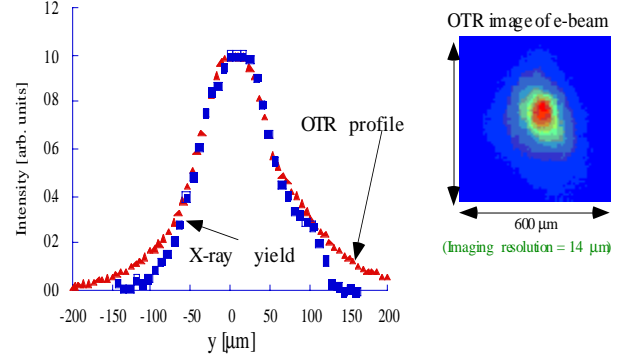 OTR image of e-beam
12
10
08
06
04
02
00
Intensity [arb. units]
OTR profile
X-ray yield
-200 -150 -100 -50 0 50 100 150 200
y [μm]
600 μm
(Imaging resolution = 14 μm)